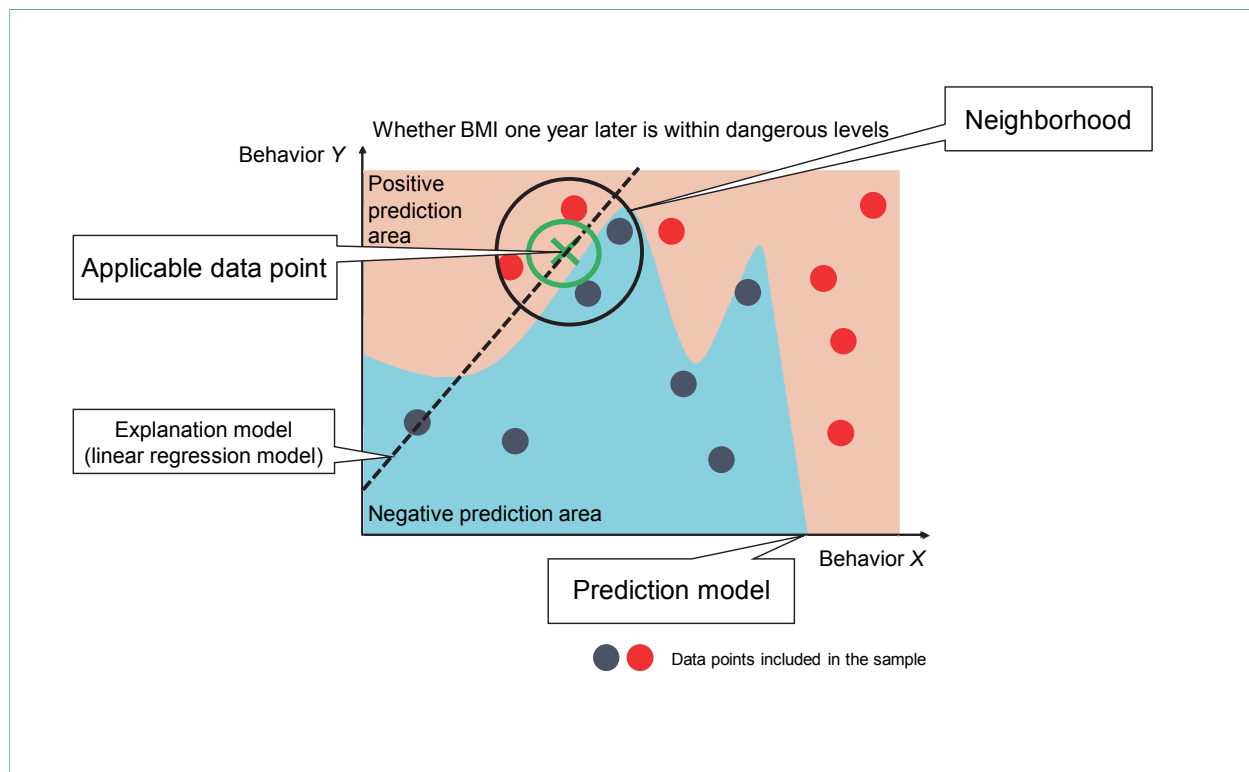 Whether BMI one year later is within dangerous levels
Neighborhood
Behavior Y
Positive
prediction
area
Applicable data point
Explanation model
(linear regression model)
Negative prediction area
Behavior X
Prediction model
Data points included in the sample